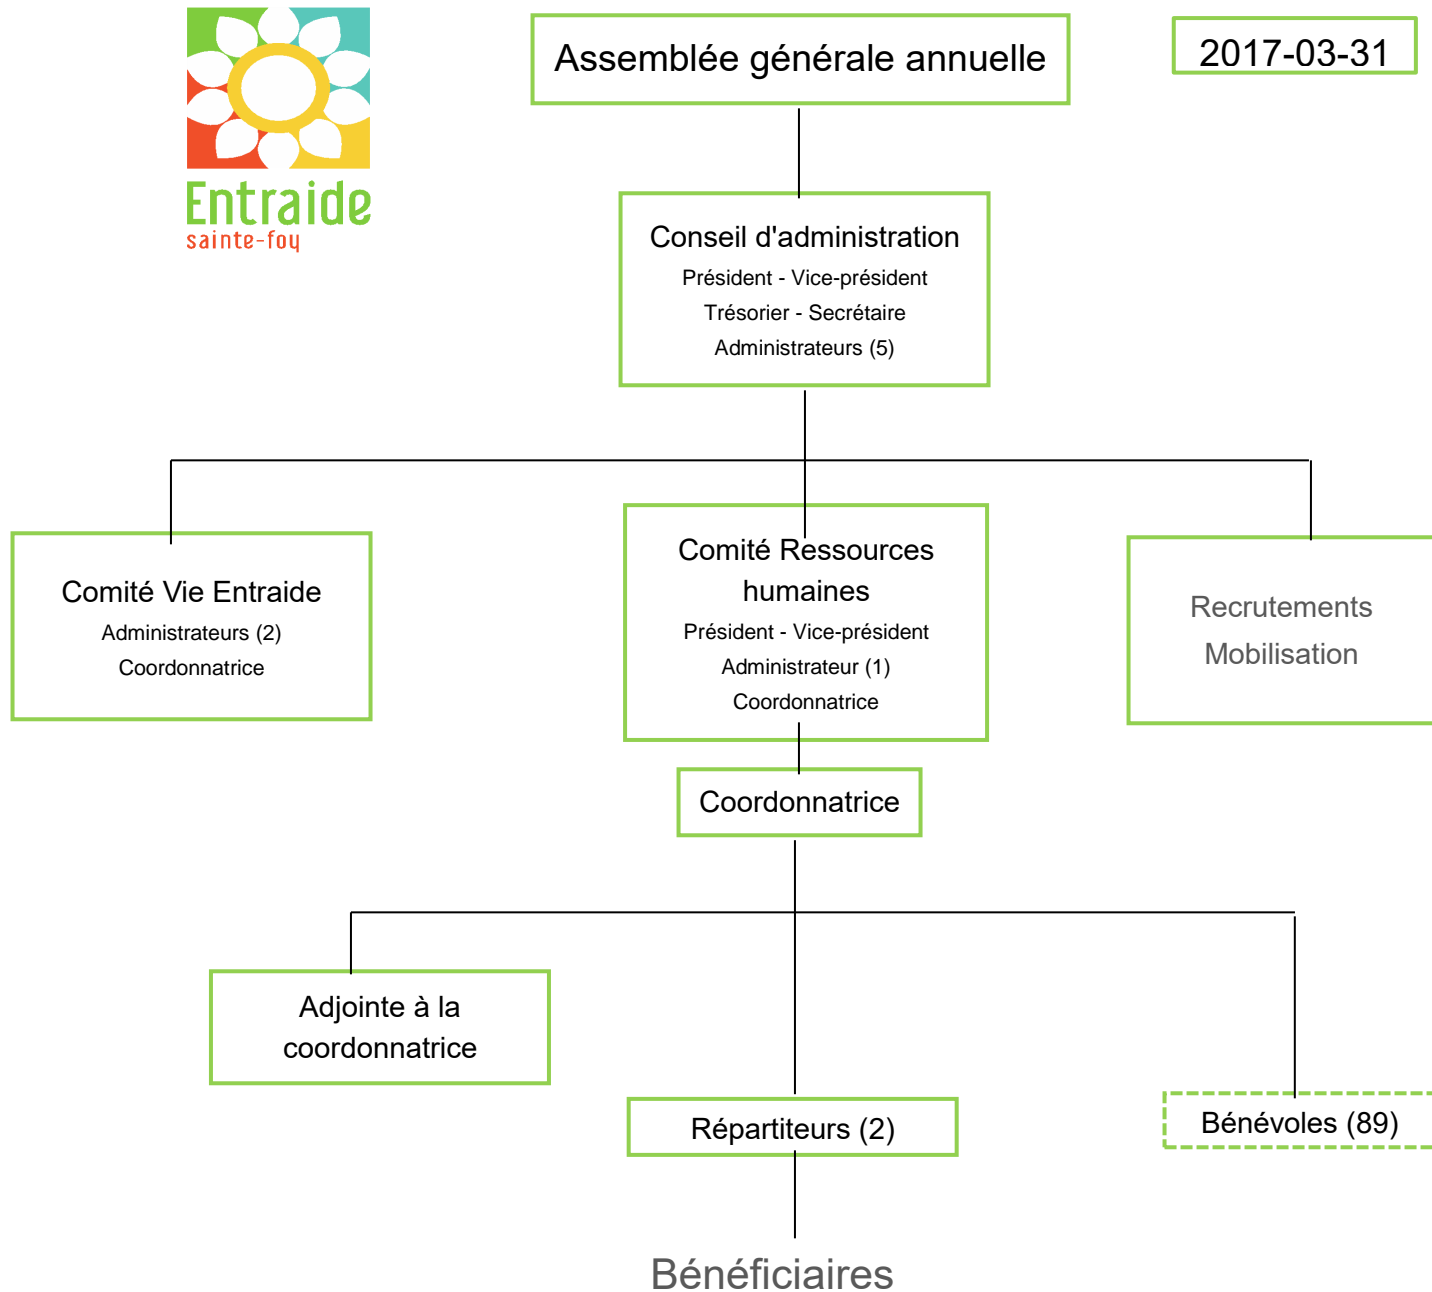 Entraide
sainte-foy
Assemblée générale annuelle
2017-03-31
Conseil d'administration
Président - Vice-président
Trésorier - Secrétaire
Administrateurs (5)
Comité Vie Entraide
Administrateurs (2)
Coordonnatrice
Comité Ressources
humaines
Président - Vice-président
Administrateur (1)
Coordonnatrice
Recrutements
Mobilisation
Coordonnatrice
Adjointe à la
coordonnatrice
Répartiteurs (2)
Bénévoles (89)
Bénéficiaires